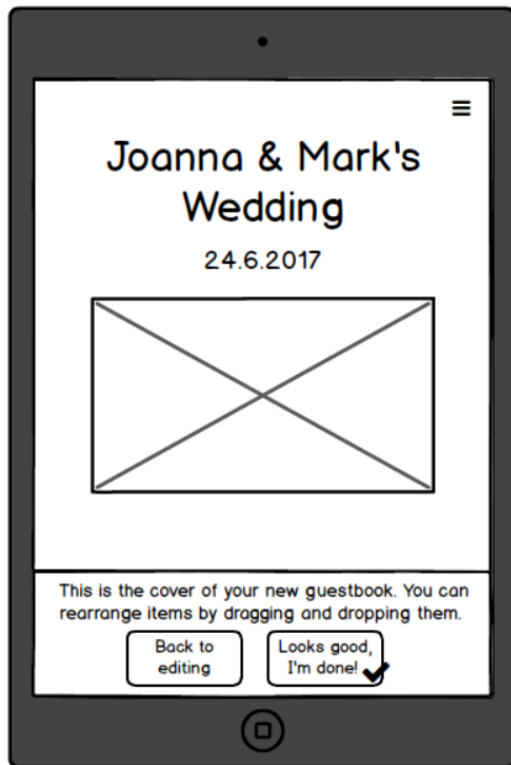 Joanna & Mark's
Wedding
24.6.2017
This is the cover of your new guestbook. You can
rearrange items by dragging and dropping them.
Back to
editing
Looks good,
I'm done!